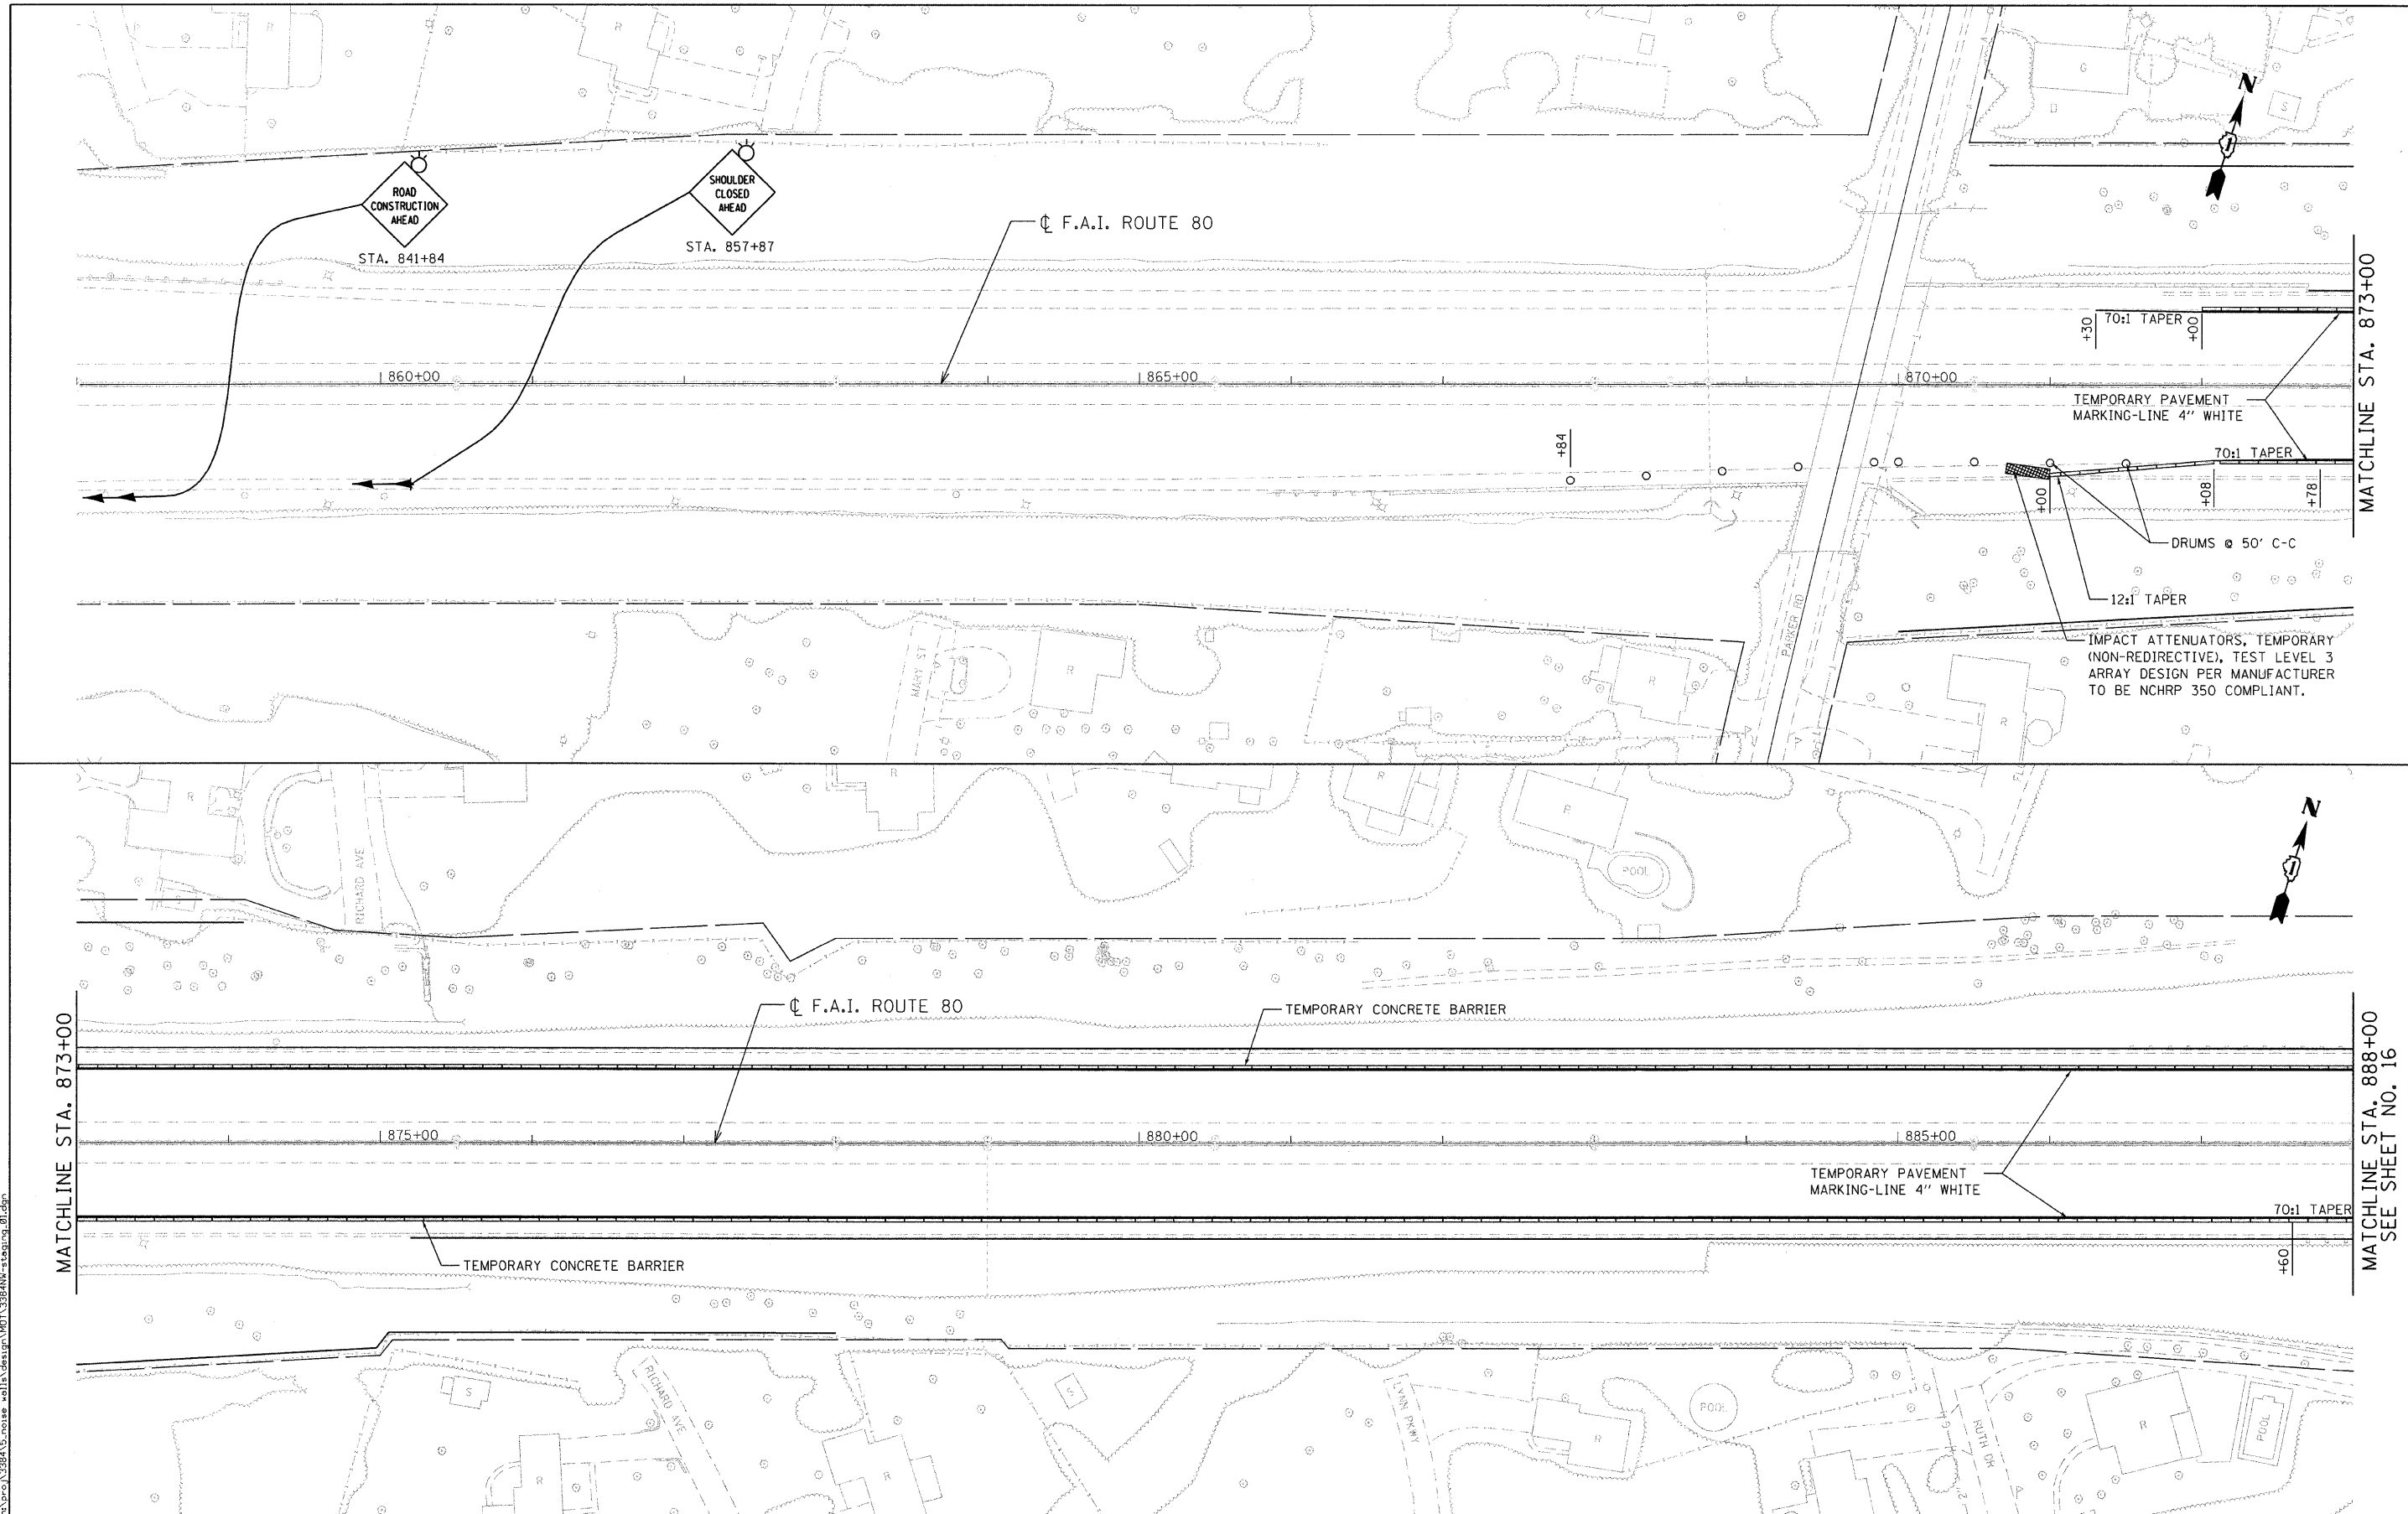 R
R
G
S
N
1
ROAD
CONSTRUCTION
AHEAD
STA. 841+84
SHOULDER
CLOSED
AHEAD
STA. 857+87
℄ F.A.I. ROUTE 80
+30
70:1 TAPER
+00
MATCHLINE STA. 873+00
860+00
865+00
870+00
TEMPORARY PAVEMENT
MARKING-LINE 4" WHITE
+84
70:1 TAPER
+00
+08
+78
DRUMS @ 50' C-C
12:1 TAPER
IMPACT ATTENUATORS, TEMPORARY
(NON-REDIRECTIVE), TEST LEVEL 3
ARRAY DESIGN PER MANUFACTURER
TO BE NCHRP 350 COMPLIANT.
PARKER RD
MARY ST
R
R
R
R
R
R
R
POOL
RICHARD AVE
N
1
MATCHLINE STA. 873+00
℄ F.A.I. ROUTE 80
TEMPORARY CONCRETE BARRIER
875+00
880+00
885+00
TEMPORARY PAVEMENT
MARKING-LINE 4" WHITE
70:1 TAPER
+60
MATCHLINE STA. 888+00
SEE SHEET NO. 16
TEMPORARY CONCRETE BARRIER
S
RICHARD AVE
S
LYNN PKWY
POOL
RUTH DR
POOL
R
R
R
R